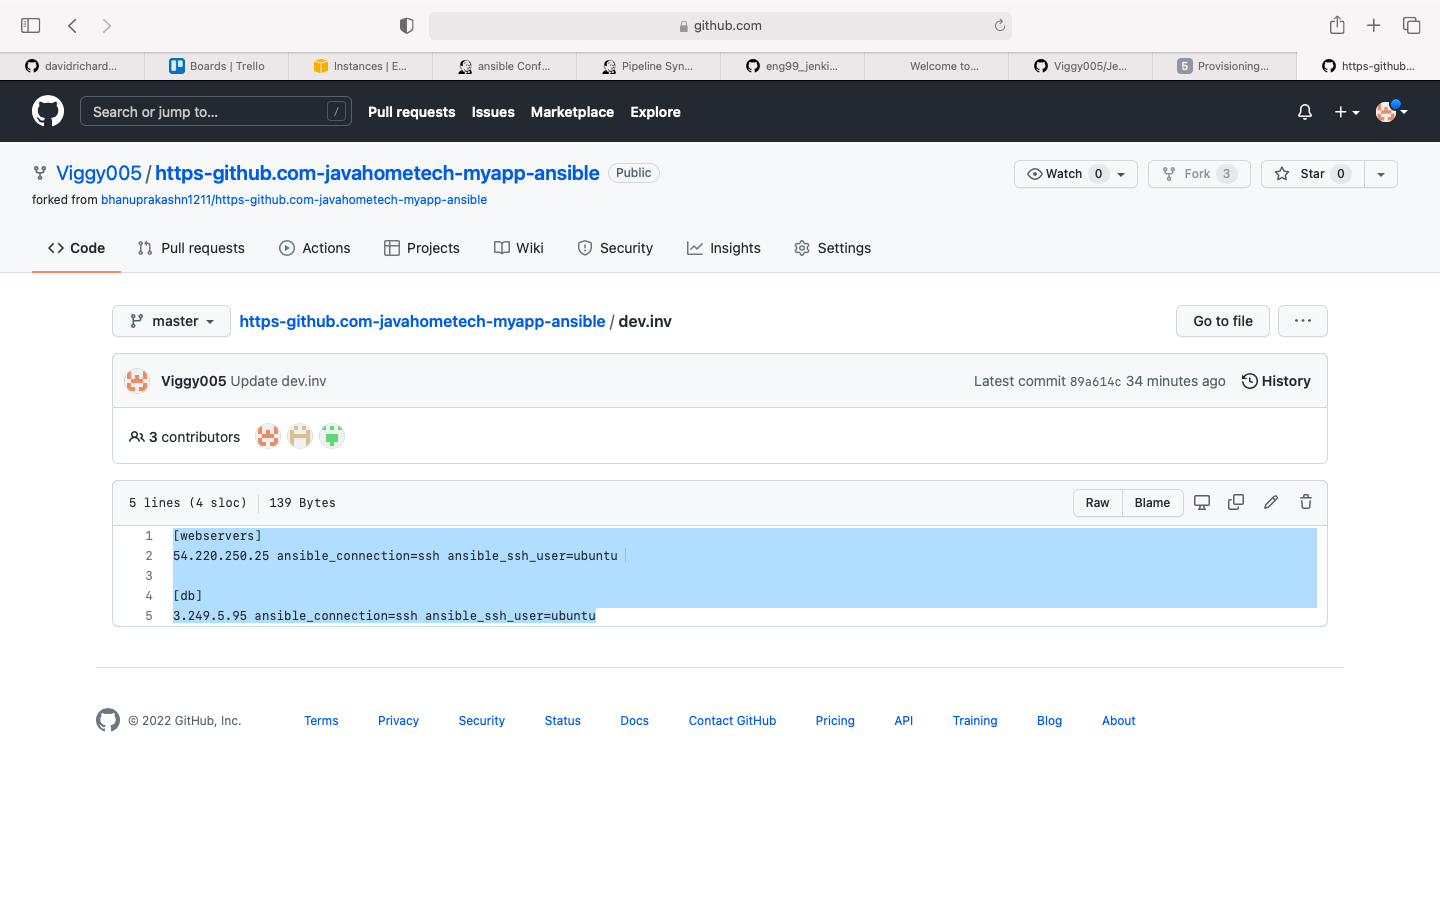 github.com
davidrichard...
Boards | Trello
Instances | E...
ansible Conf...
Pipeline Syn...
eng99_jenki...
Welcome to...
Viggy005/Je...
5 Provisioning...
https-github...
Search or jump to... /
Pull requests
Issues
Marketplace
Explore
Viggy005 / https-github.com-javahometech-myapp-ansible Public
Watch 0
Fork 3
Star 0
forked from bhanuprakashn1211/https-github.com-javahometech-myapp-ansible
Code
Pull requests
Actions
Projects
Wiki
Security
Insights
Settings
master
https-github.com-javahometech-myapp-ansible / dev.inv
Go to file
...
Viggy005 Update dev.inv
Latest commit 89a614c 34 minutes ago
History
3 contributors
5 lines (4 sloc) 139 Bytes
Raw
Blame
1 [webservers]
2 54.220.250.25 ansible_connection=ssh ansible_ssh_user=ubuntu
3
4 [db]
5 3.249.5.95 ansible_connection=ssh ansible_ssh_user=ubuntu
© 2022 GitHub, Inc.
Terms
Privacy
Security
Status
Docs
Contact GitHub
Pricing
API
Training
Blog
About